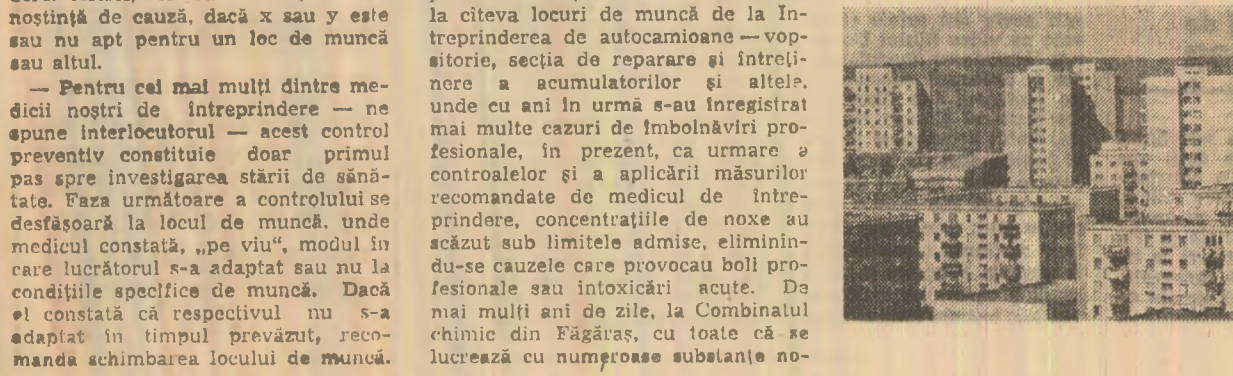 noștință de cauză, dacă x sau y este
sau nu apt pentru un loc de muncă
sau altul.
— Pentru cei mai mulți dintre me-
dicii noștri de întreprindere — ne
spune interlocutorul — acest control
preventiv constituie doar primul
pas spre investigarea stării de sănă-
tate. Faza următoare a controlului se
desfășoară la locul de muncă, unde
medicul constată, „pe viu“, modul în
care lucrătorul s-a adaptat sau nu la
condițiile specifice de muncă. Dacă
el constată că respectivul nu s-a
adaptat în timpul prevăzut, reco-
manda schimbarea locului de muncă.
la cîteva locuri de muncă de la In-
treprinderea de autocamioane — vop-
sitorie, secția de reparare și întreți-
nere a acumulatorilor și altele,
unde cu ani în urmă s-au înregistrat
mai multe cazuri de îmbolnăviri pro-
fesionale, în prezent, ca urmare a
controalelor și a aplicării măsurilor
recomandate de medicul de între-
prindere, concentrațiile de noxe au
scăzut sub limitele admise, eliminîn-
du-se cauzele care provocau boli pro-
fesionale sau intoxicări acute. De
mai mulți ani de zile, la Combinatul
chimic din Făgăraș, cu toate că se
lucrează cu numeroase substanțe no-